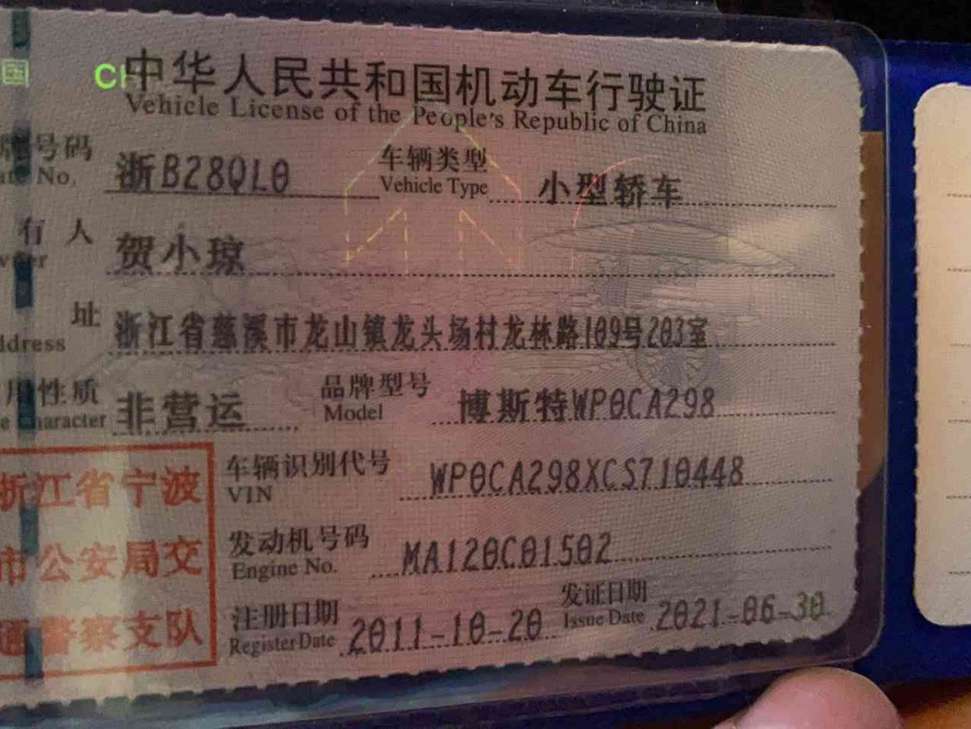 国 CH
中华人民共和国机动车行驶证
Vehicle License of the People's Republic of China
号码 浙B28QL0 车辆类型 小型轿车
No. Vehicle Type
有人 贺小琼
址 浙江省慈溪市龙山镇龙头场村龙林路109号203室
ddress
用性质 非营运 品牌型号 博斯特WP0CA298
Character Model
车辆识别代号 WP0CA298XCS710448
VIN
发动机号码 MA120C01502
Engine No.
注册日期 2011-10-20 发证日期 2021-06-30
Register Date Issue Date
浙江省宁波
市公安局交
通警察支队